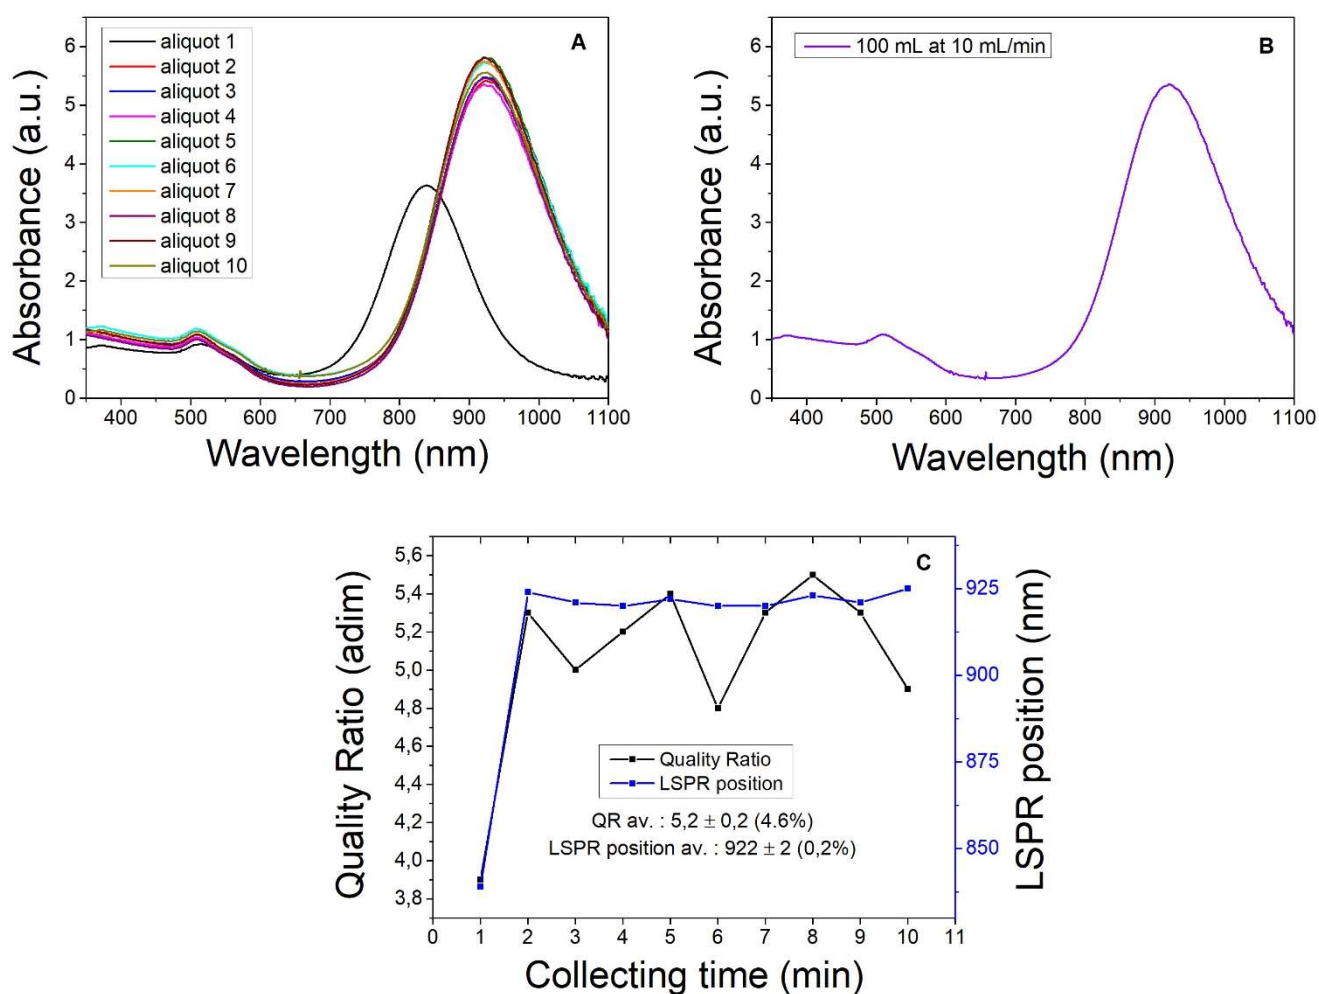 A
aliquot 1
aliquot 2
aliquot 3
aliquot 4
aliquot 5
aliquot 6
aliquot 7
aliquot 8
aliquot 9
aliquot 10
Absorbance (a.u.)
6
5
4
3
2
1
0
400 500 600 700 800 900 1000 1100
Wavelength (nm)
B
100 mL at 10 mL/min
Absorbance (a.u.)
6
5
4
3
2
1
0
400 500 600 700 800 900 1000 1100
Wavelength (nm)
C
Quality Ratio (adim)
5,6
5,4
5,2
5,0
4,8
4,6
4,4
4,2
4,0
3,8
LSPR position (nm)
925
900
875
850
Quality Ratio
LSPR position
QR av. : 5,2 ± 0,2 (4.6%)
LSPR position av. : 922 ± 2 (0,2%)
0 1 2 3 4 5 6 7 8 9 10 11
Collecting time (min)